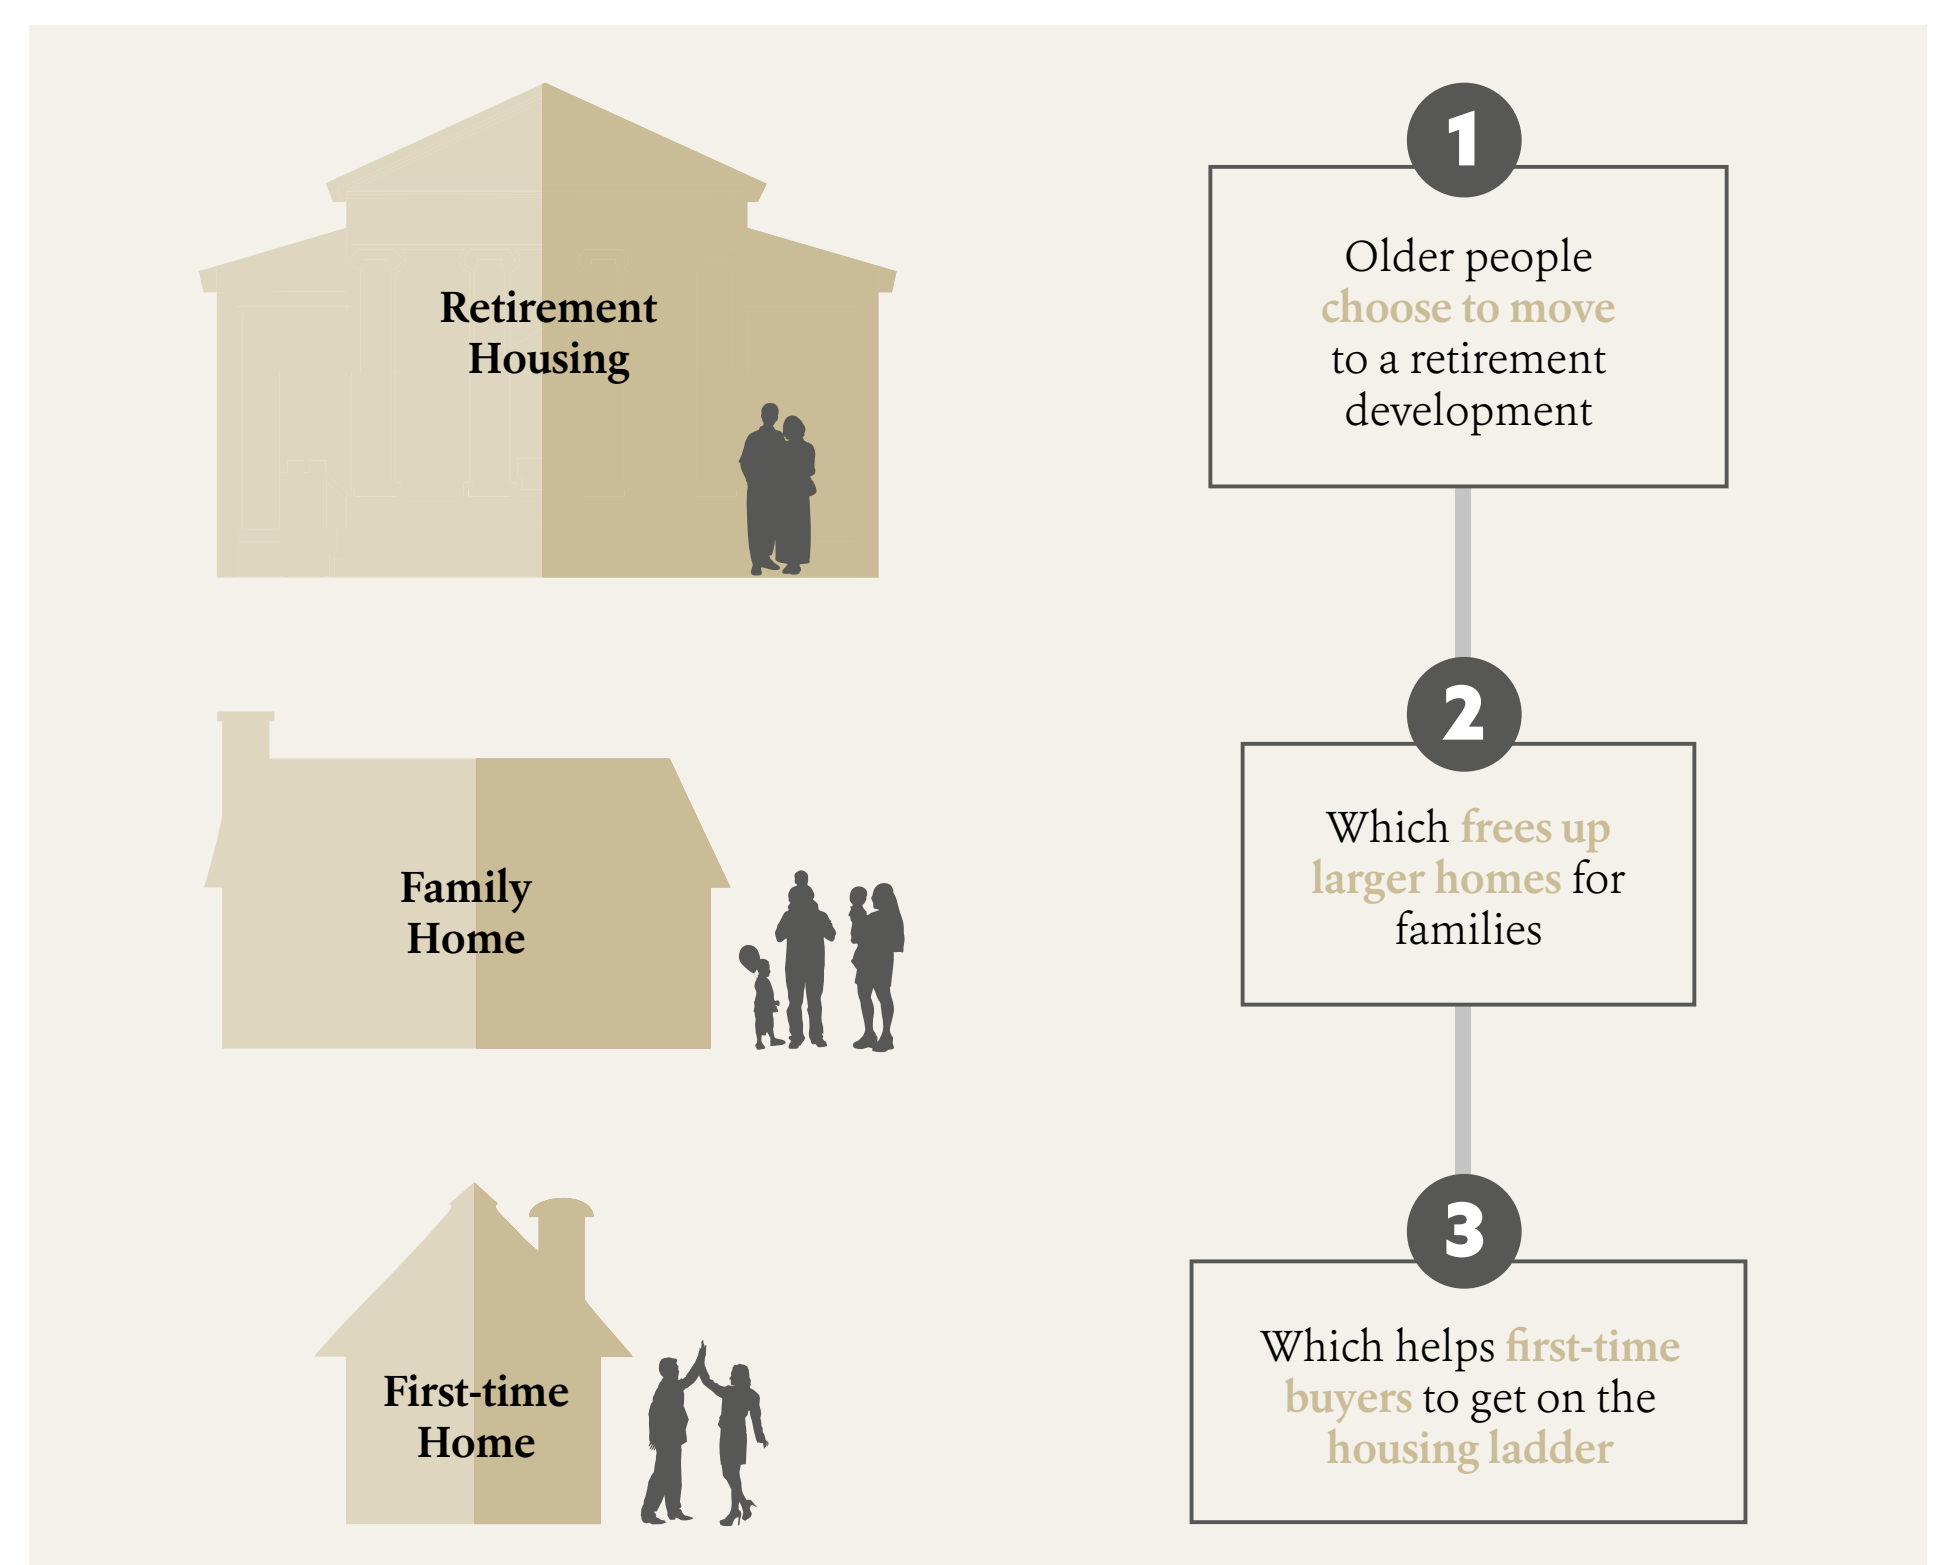 Retirement
Housing
1
Older people
choose to move
to a retirement
development
Family
Home
2
Which frees up
larger homes for
families
First-time
Home
3
Which helps first-time
buyers to get on the
housing ladder